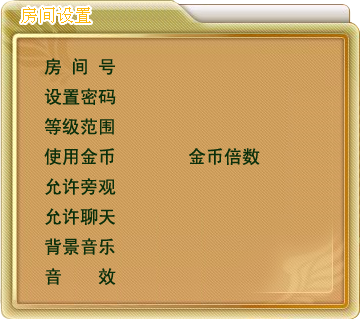 房间设置
房 间 号
设置密码
等级范围
使用金币 金币倍数
允许旁观
允许聊天
背景音乐
音 效